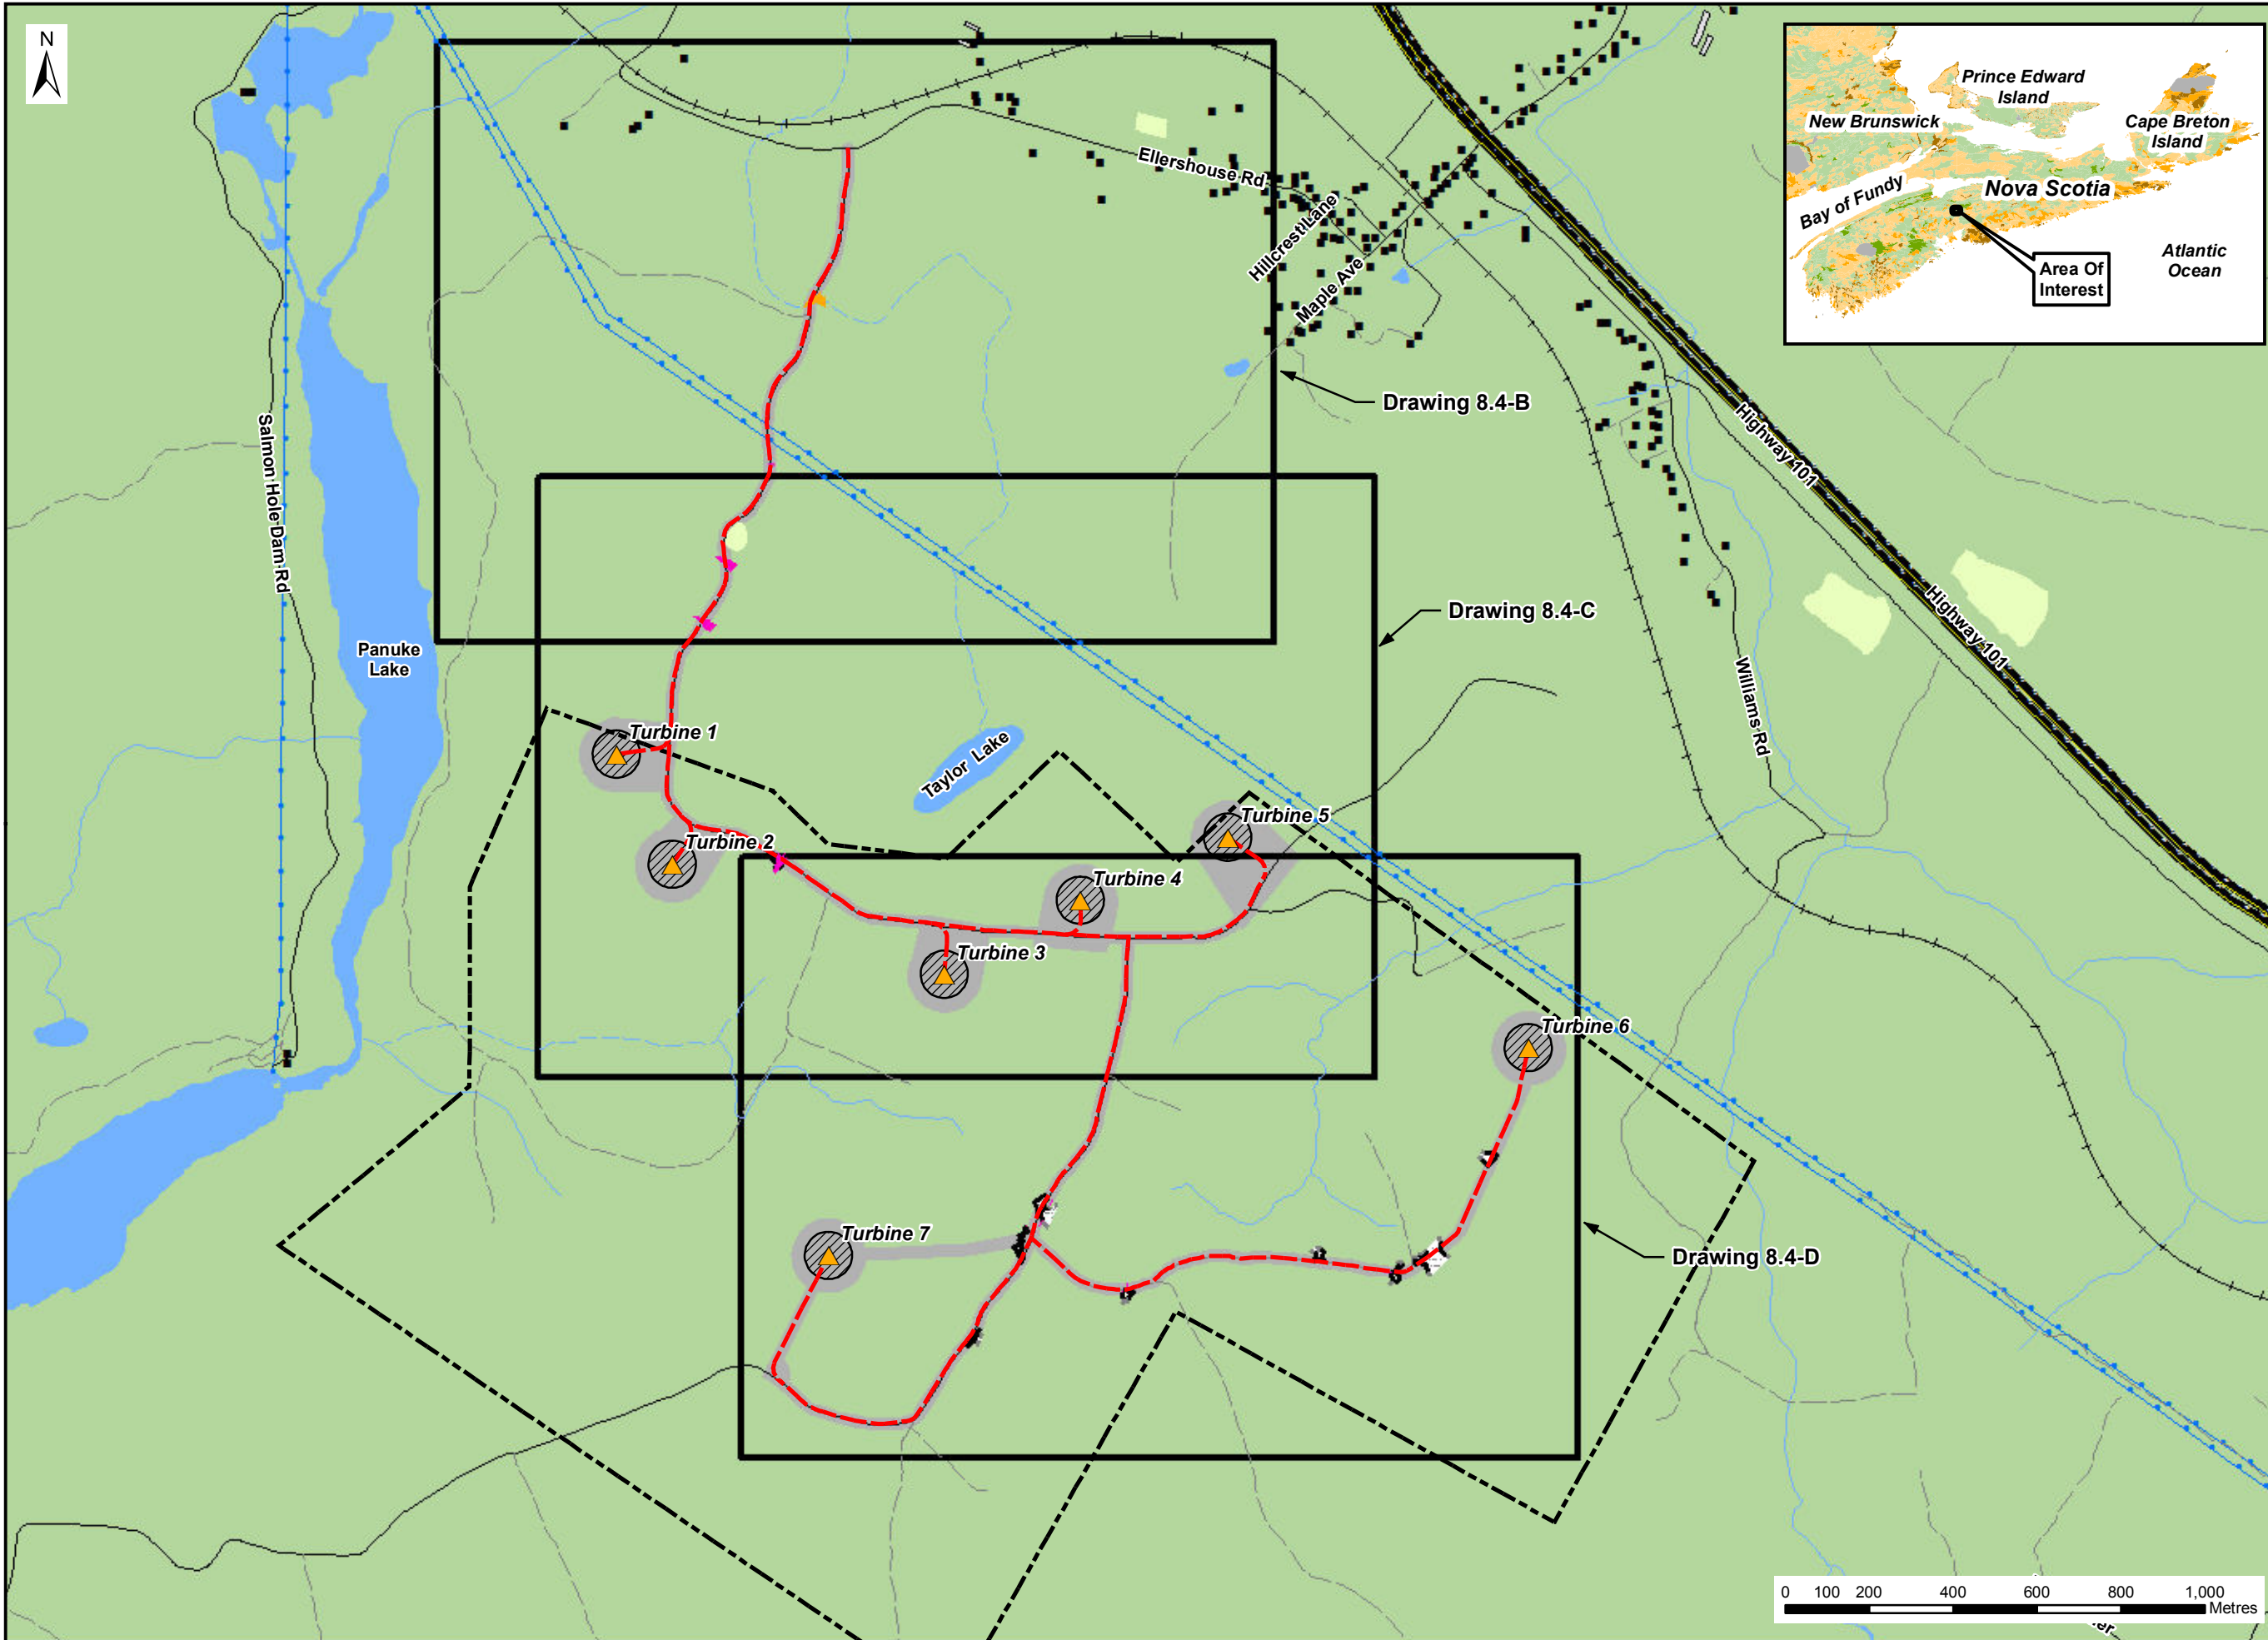 N
Prince Edward
Island
New Brunswick
Cape Breton
Island
Bay of Fundy
Nova Scotia
Area Of
Interest
Atlantic
Ocean
Ellershouse Rd
Hillcrest Lane
Maple Ave
Drawing 8.4-B
Salmon Hole Dam Rd
Highway 101
Highway 101
Drawing 8.4-C
Panuke
Lake
Williams Rd
Turbine 1
Taylor Lake
Turbine 5
Turbine 2
Turbine 4
Turbine 3
Turbine 6
Turbine 7
Drawing 8.4-D
0 100 200 400 600 800 1,000
Metres